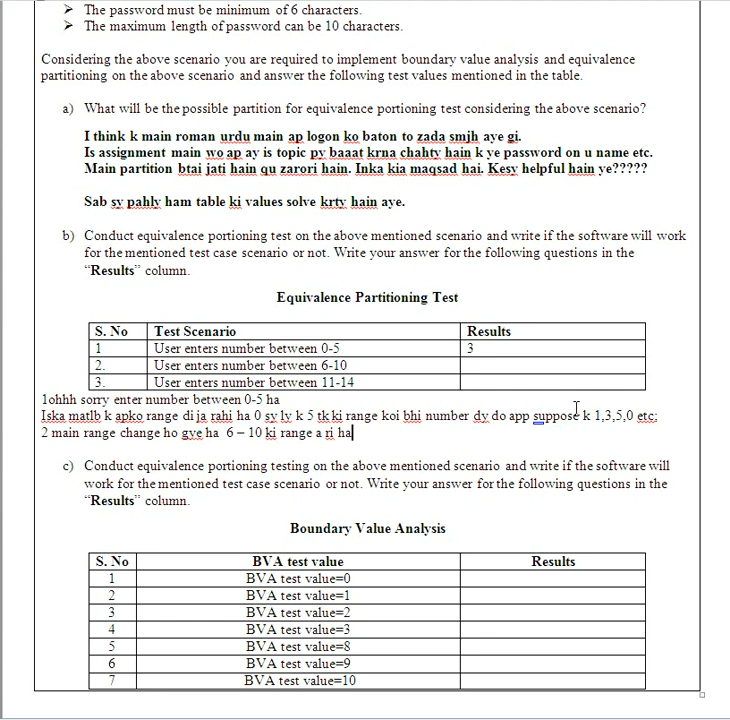 ➢ The password must be minimum of 6 characters.
➢ The maximum length of password can be 10 characters.
Considering the above scenario you are required to implement boundary value analysis and equivalence
partitioning on the above scenario and answer the following test values mentioned in the table.
a) What will be the possible partition for equivalence portioning test considering the above scenario?
I think k main roman urdu main ap logon ko baton to zada smjh aye gi.
Is assignment main wo ap ay is topic py baaat krna chahty hain k ye password on u name etc.
Main partition btai jati hain qu zarori hain. Inka kia maqsad hai. Kesy helpful hain ye?????
Sab sy pahly ham table ki values solve krty hain aye.
b) Conduct equivalence portioning test on the above mentioned scenario and write if the software will work
for the mentioned test case scenario or not. Write your answer for the following questions in the
“Results” column.
Equivalence Partitioning Test
S. No Test Scenario Results
1 User enters number between 0-5 3
2. User enters number between 6-10
3. User enters number between 11-14
1ohhh sorry enter number between 0-5 ha
Iska matlb k apko range di ja rahi ha 0 sy ly k 5 tk ki range koi bhi number dy do app suppose k 1,3,5,0 etc;
2 main range change ho gye ha 6 – 10 ki range a ri ha
c) Conduct equivalence portioning testing on the above mentioned scenario and write if the software will
work for the mentioned test case scenario or not. Write your answer for the following questions in the
“Results” column.
Boundary Value Analysis
S. No BVA test value Results
1 BVA test value=0
2 BVA test value=1
3 BVA test value=2
4 BVA test value=3
5 BVA test value=8
6 BVA test value=9
7 BVA test value=10